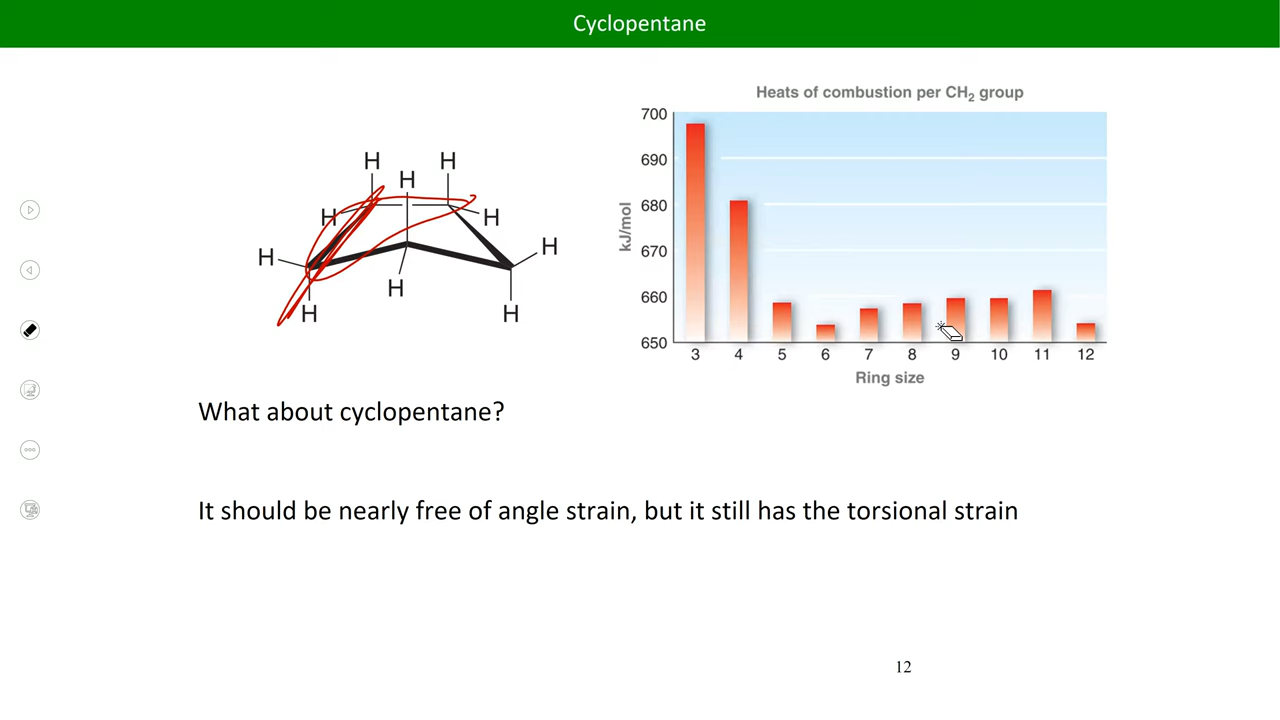 Cyclopentane
Heats of combustion per CH₂ group
700
690
680
670
660
650
kJ/mol
3 4 5 6 7 8 9 10 11 12
Ring size
H H
H
H H
H H
H
H H
What about cyclopentane?
It should be nearly free of angle strain, but it still has the torsional strain
12